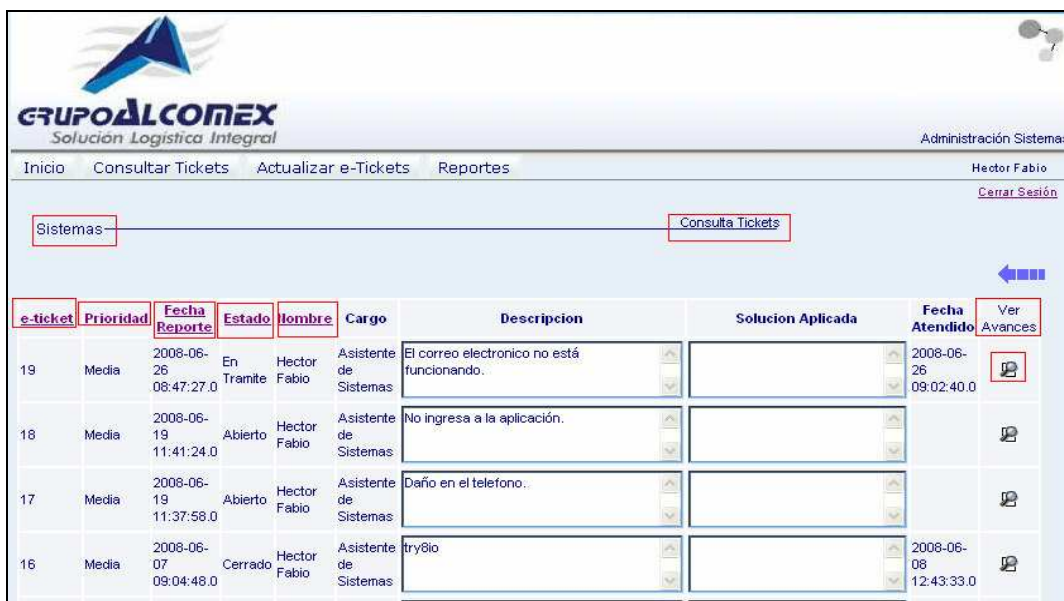 GRUPOALCOMEX
Solución Logística Integral
Administración Sistemas
Inicio Consultar Tickets Actualizar e-Tickets Reportes Hector Fabio
Cerrar Sesión
Sistemas Consulta Tickets
e-ticket Prioridad Fecha Reporte Estado Nombre Cargo Descripcion Solucion Aplicada Fecha Atendido Ver Avances
19 Media 2008-06-26 08:47:27.0 En Tramite Hector Fabio Asistente de Sistemas El correo electronico no está funcionando. 2008-06-26 09:02:40.0
18 Media 2008-06-19 11:41:24.0 Abierto Hector Fabio Asistente de Sistemas No ingresa a la aplicación.
17 Media 2008-06-19 11:37:58.0 Abierto Hector Fabio Asistente de Sistemas Daño en el telefono.
16 Media 2008-06-07 09:04:48.0 Cerrado Hector Fabio Asistente de Sistemas try8io 2008-06-08 12:43:33.0